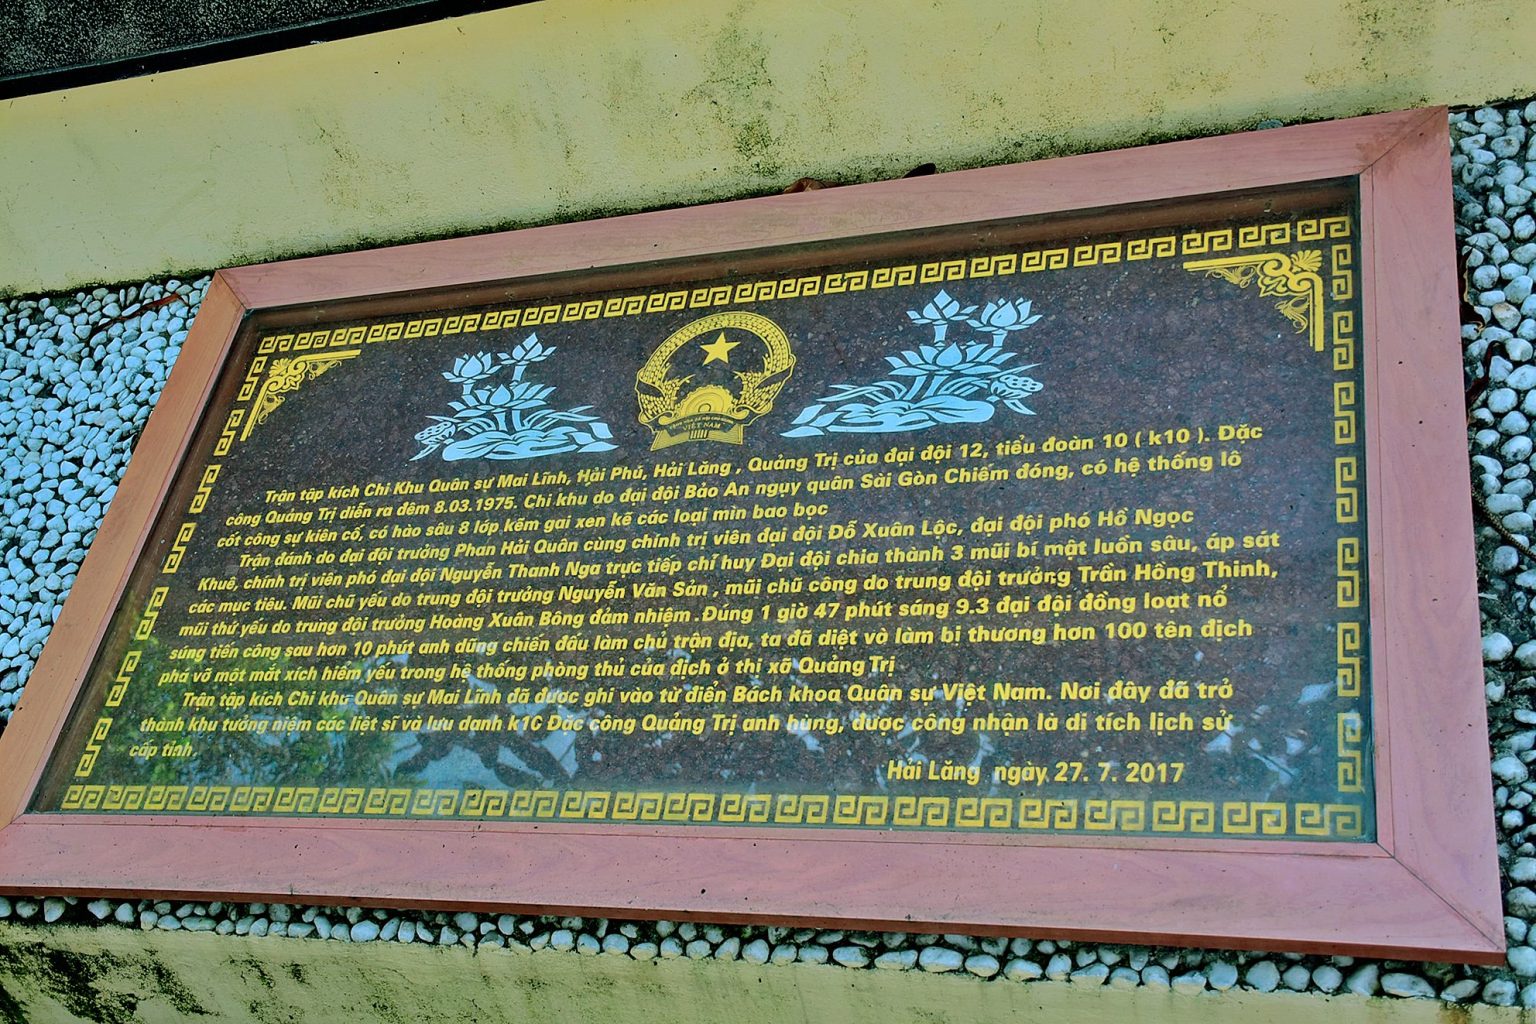 VIỆT NAM
Trận tập kích Chi Khu Quân sự Mai Lĩnh, Hải Phú, Hải Lăng , Quảng Trị của đại đội 12, tiểu đoàn 10 ( k10 ). Đặc
công Quảng Trị diễn ra đêm 8.03.1975. Chi khu do đại đội Bảo An ngụy quân Sài Gòn Chiếm đóng, có hệ thống lô
cốt công sự kiên cố, có hào sâu 8 lớp kẽm gai xen kẽ các loại mìn bao bọc
Trận đánh do đại đội trưởng Phan Hải Quân cùng chính trị viên đại đội Đỗ Xuân Lộc, đại đội phó Hồ Ngọc
Khuê, chính trị viên phó đại đội Nguyễn Thanh Nga trực tiếp chỉ huy Đại đội chia thành 3 mũi bí mật luồn sâu, áp sát
các mục tiêu. Mũi chũ yếu do trung đội trưởng Nguyễn Văn Sản , mũi chũ công do trung đội trưởng Trần Hồng Thinh,
mũi thứ yếu do trung đội trưởng Hoàng Xuân Bông đảm nhiệm .Đúng 1 giờ 47 phút sáng 9.3 đại đội đồng loạt nổ
súng tiến công sau hơn 10 phút anh dũng chiến đấu làm chủ trận địa, ta đã diệt vò làm bị thương hơn 100 tên địch
phá vỡ một mắt xích hiểm yếu trong hệ thống phòng thủ của địch ở thị xã Quảng Trị
Trận tập kích Chi khu Quân sự Mai Lĩnh đã được ghi vào từ điển Bách khoa Quân sự Việt Nam. Nơi đây đã trở
thành khu tưởng niệm các liệt sĩ và lưu danh k10 Đặc công Quảng Trị anh hùng, được công nhận là di tích lịch sử
cấp tỉnh.
Hải Lăng ngày 27. 7. 2017